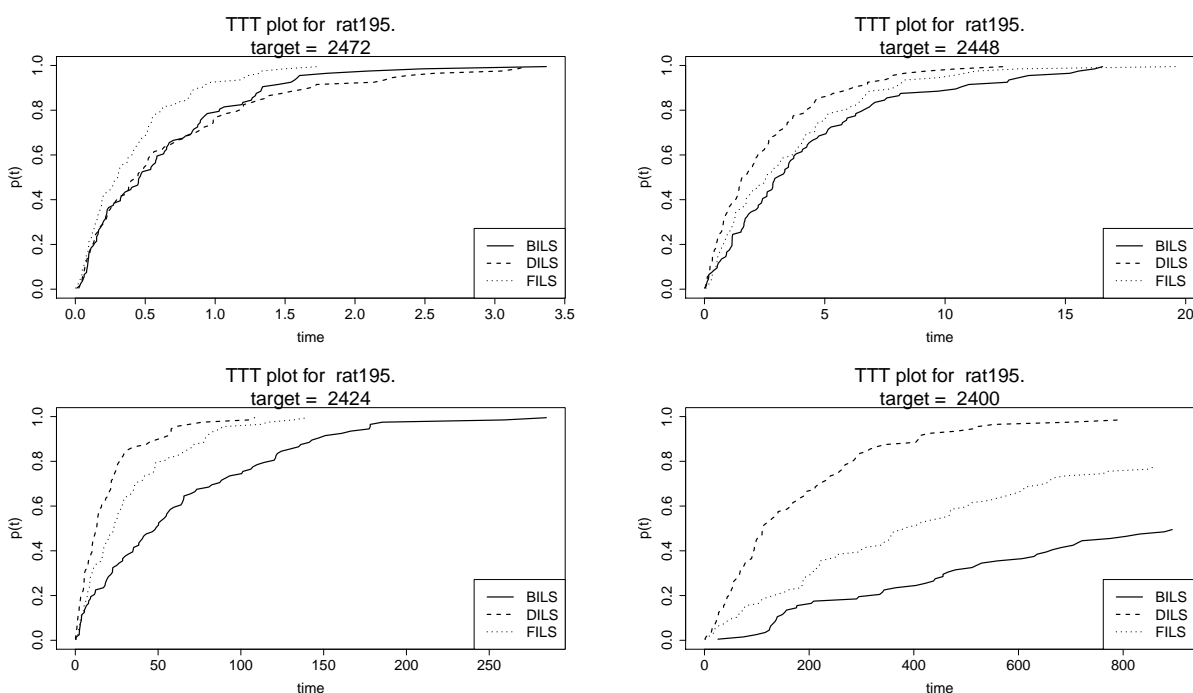 TTT plot for rat195.
target = 2472
p(t)
1.0
0.8
0.6
0.4
0.2
0.0
BILS
DILS
FILS
0.0 0.5 1.0 1.5 2.0 2.5 3.0 3.5
time
TTT plot for rat195.
target = 2448
p(t)
1.0
0.8
0.6
0.4
0.2
0.0
BILS
DILS
FILS
0 5 10 15 20
time
TTT plot for rat195.
target = 2424
p(t)
1.0
0.8
0.6
0.4
0.2
0.0
BILS
DILS
FILS
0 50 100 150 200 250
time
TTT plot for rat195.
target = 2400
p(t)
1.0
0.8
0.6
0.4
0.2
0.0
BILS
DILS
FILS
0 200 400 600 800
time